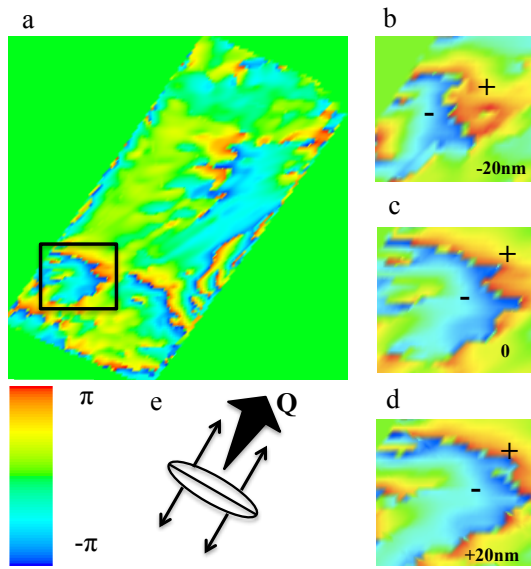 a
b
+
-
-20nm
c
+
-
0
π
-π
e
Q
d
+
-
+20nm